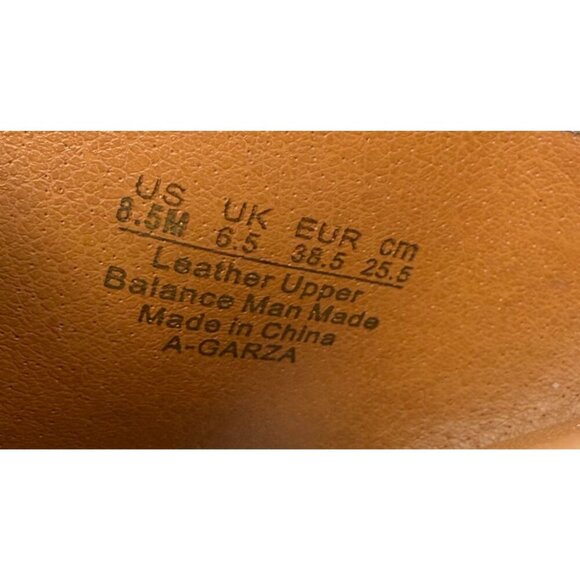 US UK EUR cm
8.5M 6.5 38.5 25.5
Leather Upper
Balance Man Made
Made in China
A-GARZA